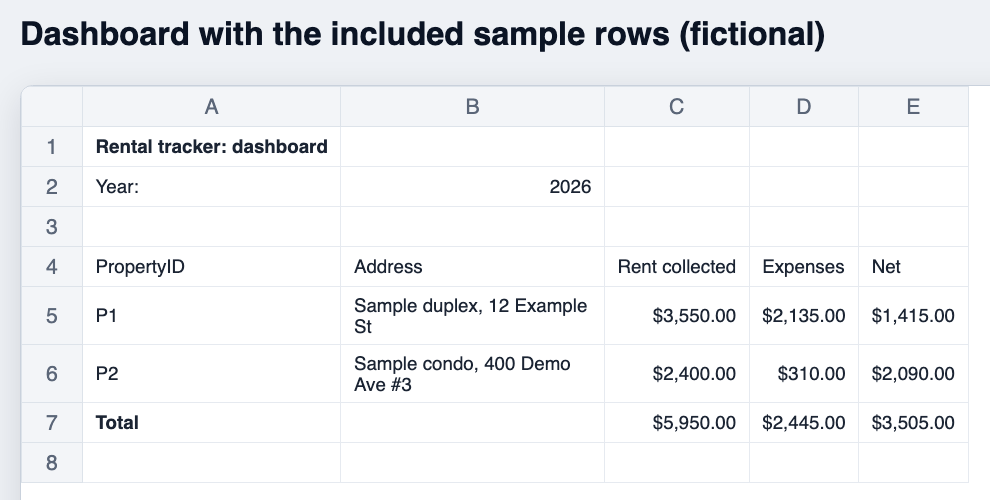 Dashboard with the included sample rows (fictional)
A B C D E
1 Rental tracker: dashboard
2 Year: 2026
3
4 PropertyID Address Rent collected Expenses Net
5 P1 Sample duplex, 12 Example St $3,550.00 $2,135.00 $1,415.00
6 P2 Sample condo, 400 Demo Ave #3 $2,400.00 $310.00 $2,090.00
7 Total $5,950.00 $2,445.00 $3,505.00
8